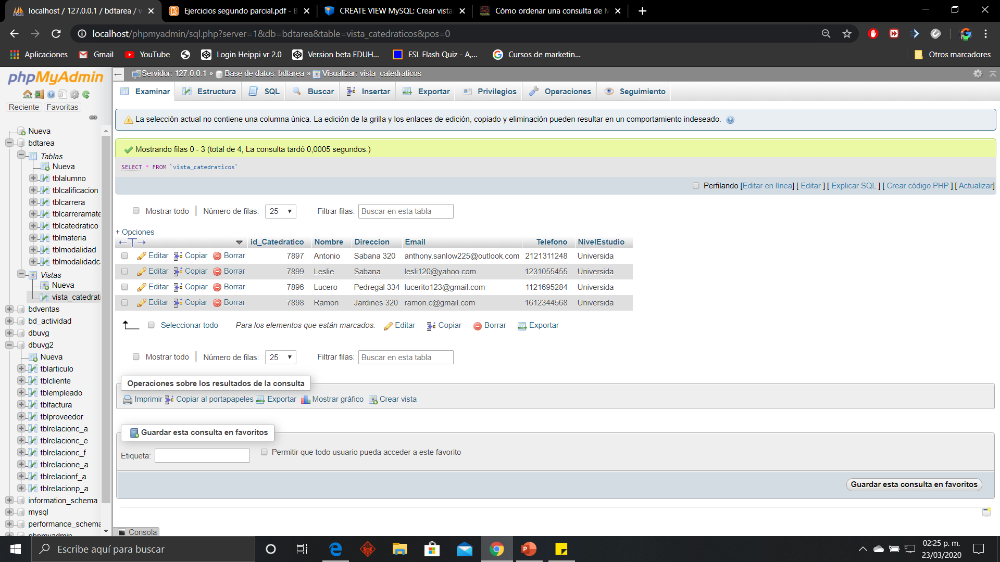 localhost / 127.0.0.1 / bdtarea / v
Ejercicios segundo parcial.pdf - B
CREATE VIEW MySQL: Crear vista
Cómo ordenar una consulta de M
localhost/phpmyadmin/sql.php?server=1&db=bdtarea&table=vista_catedraticos&pos=0
Aplicaciones Gmail YouTube Login Heippi vr 2.0 Version beta EDUH... ESL Flash Quiz - A,... Cursos de marketin... Otros marcadores
phpMyAdmin
Reciente Favoritas
Nueva
bdtarea
Tablas
Nueva
tblalumno
tblcalificacion
tblcarrera
tblcarreramate
tblcatedratico
tblmateria
tblmodalidad
tblmodalidadc
Vistas
Nueva
vista_catedrati
bdventas
bd_actividad
dbuvg
dbuvg2
Nueva
tblarticulo
tblcliente
tblempleado
tblfactura
tblproveedor
tblrelacionc_a
tblrelacionc_e
tblrelacionc_f
tblrelacione_a
tblrelacionf_a
tblrelacionp_a
information_schema
mysql
performance_schema
phpmyadmin
Servidor: 127.0.0.1 » Base de datos: bdtarea » Visualizar: vista_catedraticos
Examinar Estructura SQL Buscar Insertar Exportar Privilegios Operaciones Seguimiento
La selección actual no contiene una columna única. La edición de la grilla y los enlaces de edición, copiado y eliminación pueden resultar en un comportamiento indeseado.
Mostrando filas 0 - 3 (total de 4, La consulta tardó 0,0005 segundos.)
SELECT * FROM `vista_catedraticos`
Perfilando [Editar en línea] [ Editar ] [ Explicar SQL ] [ Crear código PHP ] [ Actualizar]
Mostrar todo | Número de filas: 25 Filtrar filas: Buscar en esta tabla
+ Opciones
id_Catedratico Nombre Direccion Email Telefono NivelEstudio
Editar Copiar Borrar 7897 Antonio Sabana 320 anthony.sanlow225@outlook.com 2121311248 Universida
Editar Copiar Borrar 7899 Leslie Sabana lesli120@yahoo.com 1231055455 Universida
Editar Copiar Borrar 7896 Lucero Pedregal 334 lucerito123@gmail.com 1121695284 Universida
Editar Copiar Borrar 7898 Ramon Jardines 320 ramon.c@gmail.com 1612344568 Universida
Seleccionar todo Para los elementos que están marcados: Editar Copiar Borrar Exportar
Mostrar todo | Número de filas: 25 Filtrar filas: Buscar en esta tabla
Operaciones sobre los resultados de la consulta
Imprimir Copiar al portapapeles Exportar Mostrar gráfico Crear vista
Guardar esta consulta en favoritos
Etiqueta: Permitir que todo usuario pueda acceder a este favorito
Guardar esta consulta en favoritos
Consola
Escribe aquí para buscar
02:25 p. m.
23/03/2020